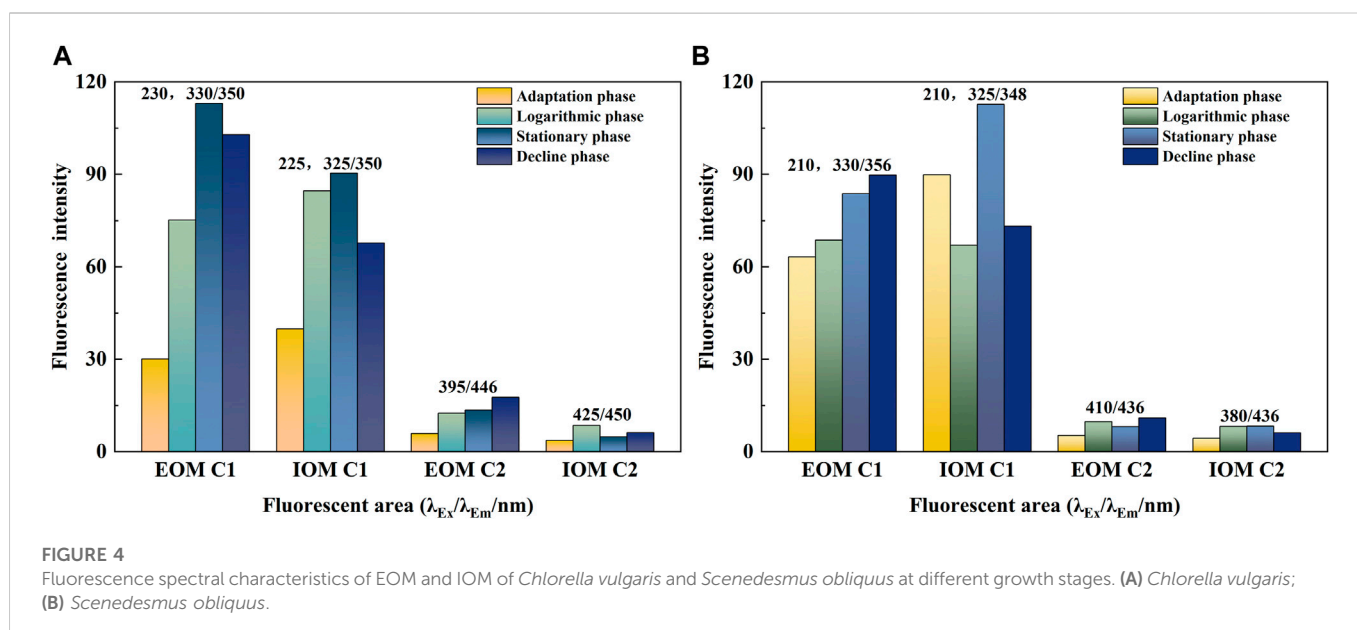 A
120
90
60
30
0
Fluorescence intensity
230，330/350
225，325/350
395/446
425/450
Adaptation phase
Logarithmic phase
Stationary phase
Decline phase
EOM C1 IOM C1 EOM C2 IOM C2
Fluorescent area (λEx/λEm/nm)
B
120
90
60
30
0
Fluorescence intensity
210，330/356
210，325/348
410/436
380/436
Adaptation phase
Logarithmic phase
Stationary phase
Decline phase
EOM C1 IOM C1 EOM C2 IOM C2
Fluorescent area (λEx/λEm/nm)
FIGURE 4
Fluorescence spectral characteristics of EOM and IOM of Chlorella vulgaris and Scenedesmus obliquus at different growth stages. (A) Chlorella vulgaris;
(B) Scenedesmus obliquus.